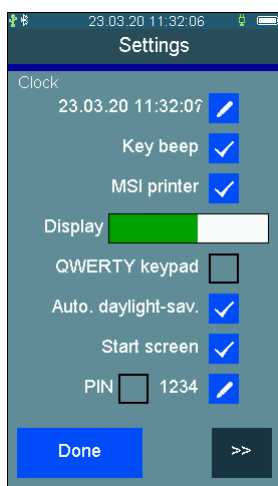 23.03.20 11:32:06
Settings
Clock
23.03.20 11:32:0?
Key beep
MSI printer
Display
QWERTY keypad
Auto. daylight-sav.
Start screen
PIN 1234
Done >>